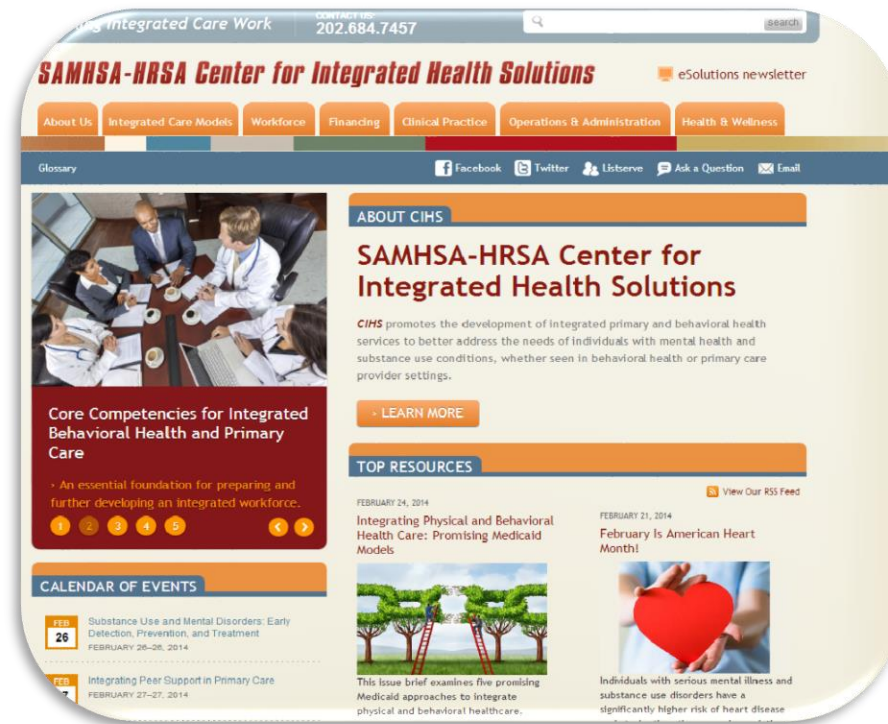 Integrated Care Work
CONTACT US:
202.684.7457
search
SAMHSA-HRSA Center for Integrated Health Solutions
eSolutions newsletter
About Us
Integrated Care Models
Workforce
Financing
Clinical Practice
Operations & Administration
Health & Wellness
Glossary
Facebook
Twitter
Listserve
Ask a Question
Email
Core Competencies for Integrated
Behavioral Health and Primary
Care
› An essential foundation for preparing and
further developing an integrated workforce.
1 2 3 4 5
CALENDAR OF EVENTS
FEB
26
Substance Use and Mental Disorders: Early
Detection, Prevention, and Treatment
FEBRUARY 26–26, 2014
FEB
Integrating Peer Support in Primary Care
FEBRUARY 27–27, 2014
ABOUT CIHS
SAMHSA-HRSA Center for
Integrated Health Solutions
CIHS promotes the development of integrated primary and behavioral health
services to better address the needs of individuals with mental health and
substance use conditions, whether seen in behavioral health or primary care
provider settings.
› LEARN MORE
TOP RESOURCES
View Our RSS Feed
FEBRUARY 24, 2014
Integrating Physical and Behavioral
Health Care: Promising Medicaid
Models
This issue brief examines five promising
Medicaid approaches to integrate
physical and behavioral healthcare.
FEBRUARY 21, 2014
February Is American Heart
Month!
Individuals with serious mental illness and
substance use disorders have a
significantly higher risk of heart disease